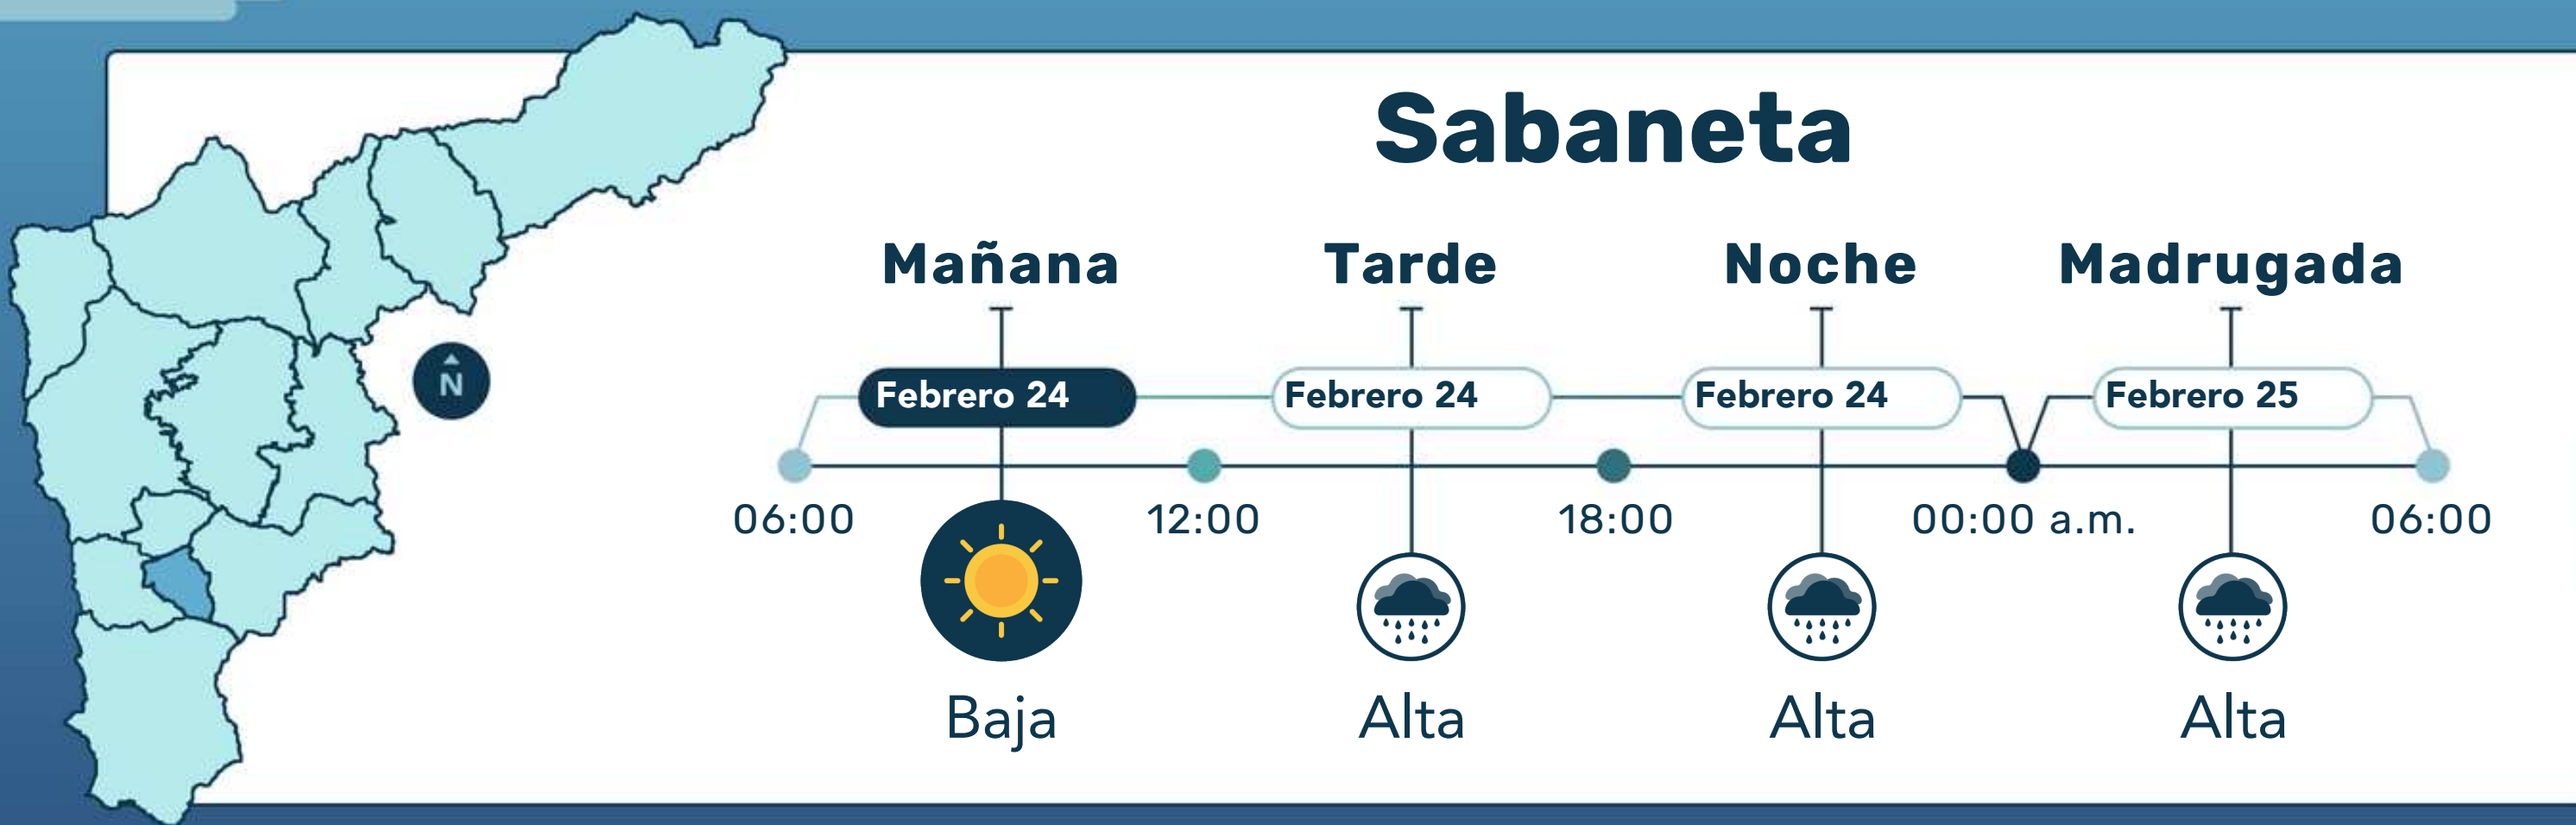 Sabaneta
Mañana Tarde Noche Madrugada
N
Febrero 24 Febrero 24 Febrero 24 Febrero 25
06:00 12:00 18:00 00:00 a.m. 06:00
Baja Alta Alta Alta